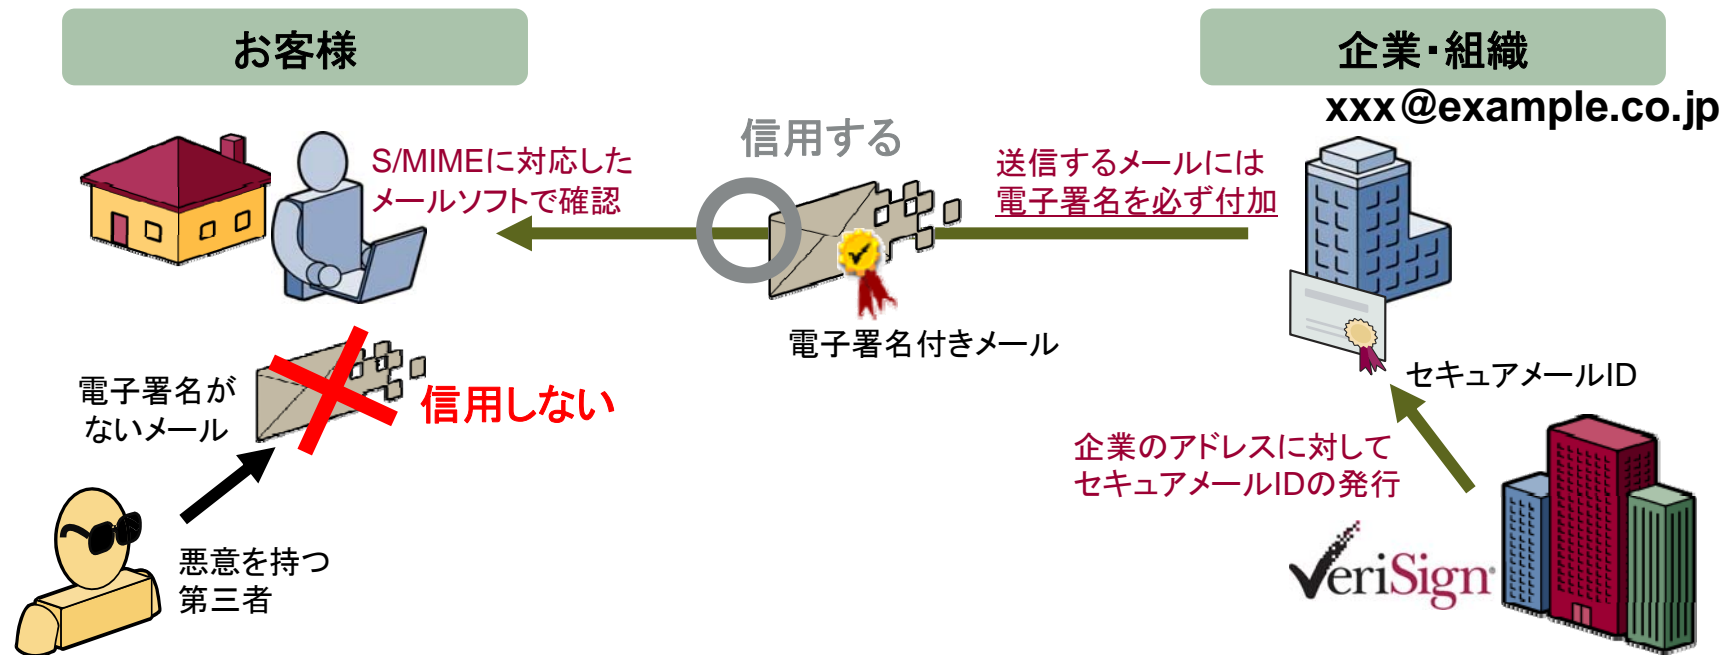 お客様
企業・組織
xxx@example.co.jp
S/MIMEに対応した
メールソフトで確認
信用する
送信するメールには
電子署名を必ず付加
電子署名付きメール
セキュアメールID
電子署名が
ないメール
信用しない
企業のアドレスに対して
セキュアメールIDの発行
悪意を持つ
第三者
VeriSign